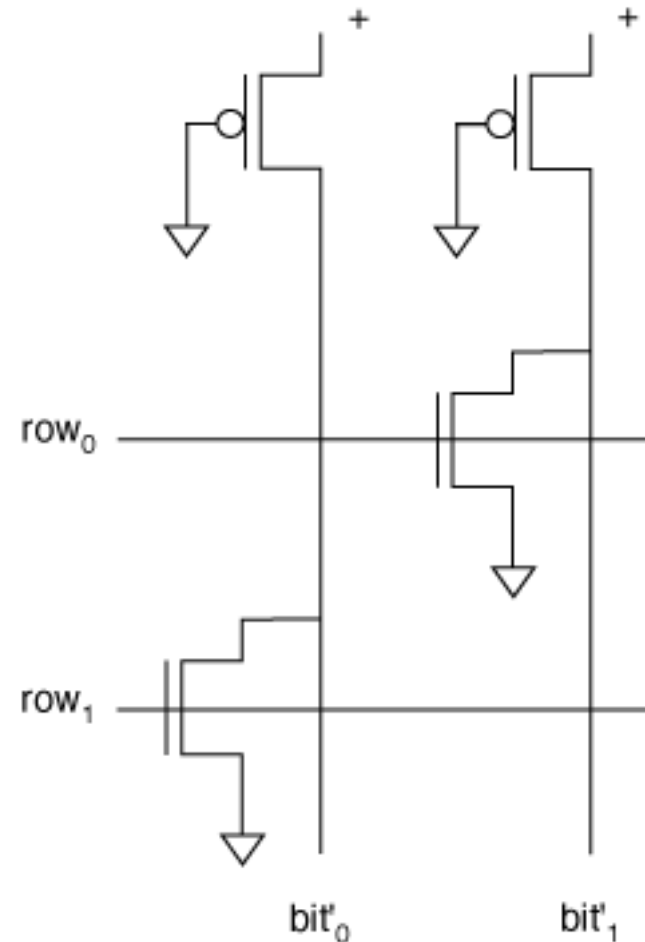 + +
row₀
row₁
bit'₀ bit'₁